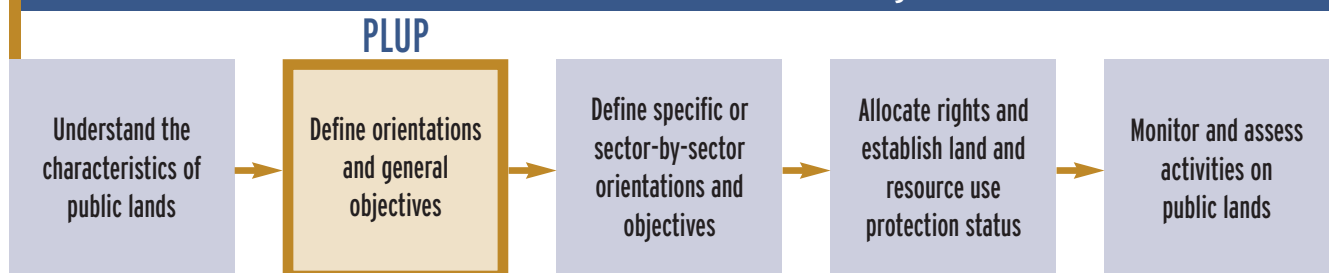 PLUP
Understand the
characteristics of
public lands
Define orientations
and general
objectives
Define specific or
sector-by-sector
orientations and
objectives
Allocate rights and
establish land and
resource use
protection status
Monitor and assess
activities on
public lands